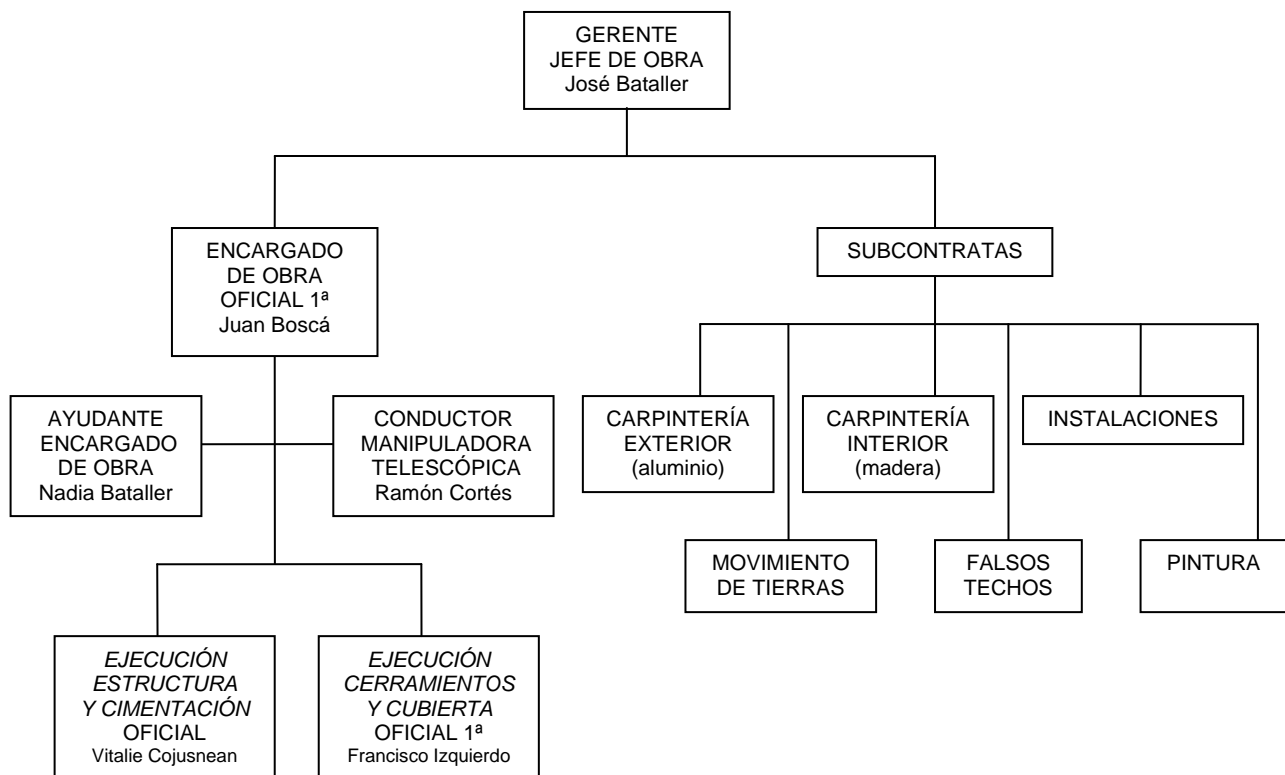 GERENTE
JEFE DE OBRA
José Bataller
ENCARGADO
DE OBRA
OFICIAL 1ª
Juan Boscá
SUBCONTRATAS
AYUDANTE
ENCARGADO
DE OBRA
Nadia Bataller
CONDUCTOR
MANIPULADORA
TELESCÓPICA
Ramón Cortés
CARPINTERÍA
EXTERIOR
(aluminio)
CARPINTERÍA
INTERIOR
(madera)
INSTALACIONES
MOVIMIENTO
DE TIERRAS
FALSOS
TECHOS
PINTURA
EJECUCIÓN
ESTRUCTURA
Y CIMENTACIÓN
OFICIAL
Vitalie Cojusnean
EJECUCIÓN
CERRAMIENTOS
Y CUBIERTA
OFICIAL 1ª
Francisco Izquierdo